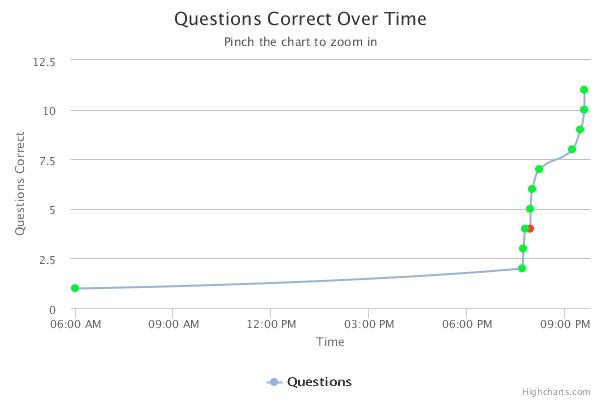 Questions Correct Over Time
Pinch the chart to zoom in
12.5
10
7.5
5
2.5
0
Questions Correct
06:00 AM 09:00 AM 12:00 PM 03:00 PM 06:00 PM 09:00 PM
Time
Questions
Highcharts.com